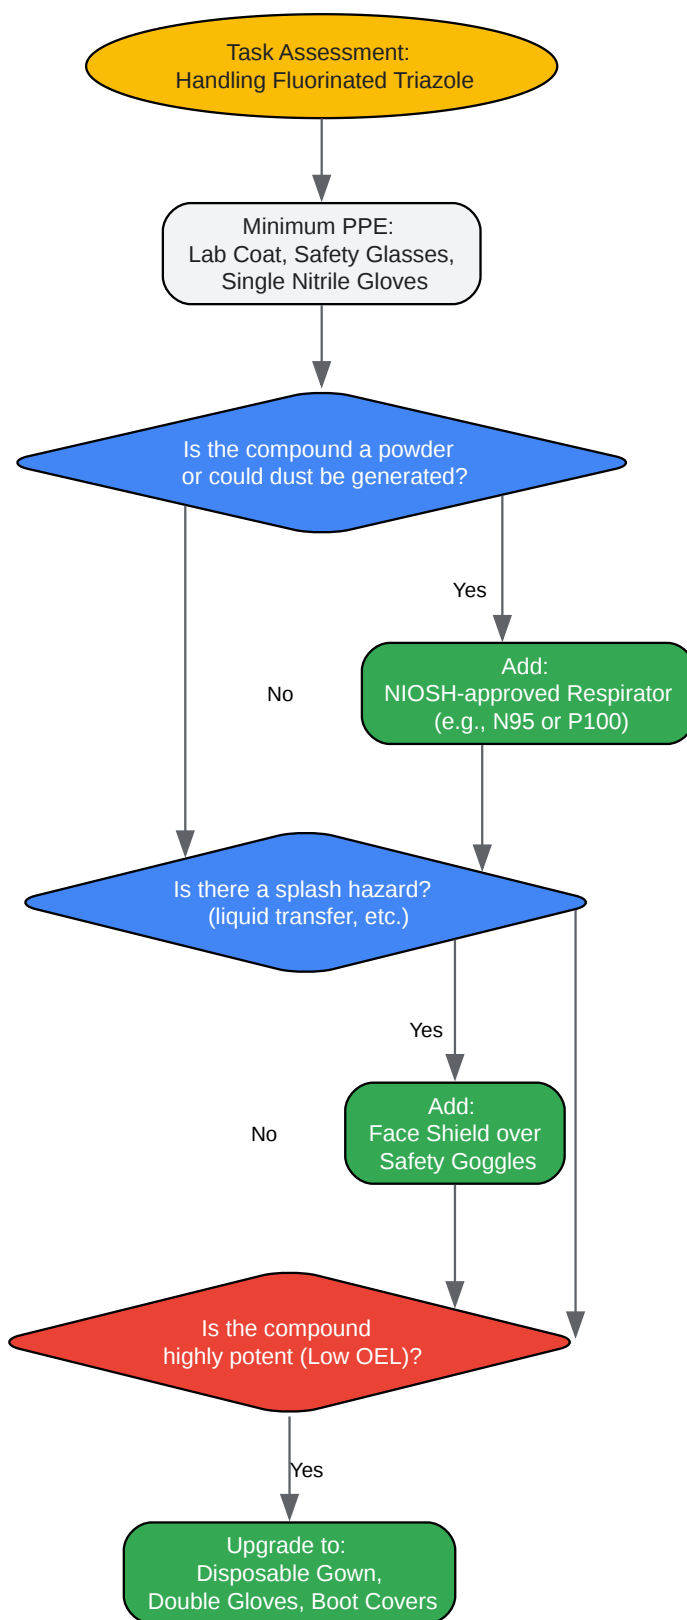 Task Assessment:
Handling Fluorinated Triazole
Minimum PPE:
Lab Coat, Safety Glasses,
Single Nitrile Gloves
Is the compound a powder
or could dust be generated?
Yes
No
Add:
NIOSH-approved Respirator
(e.g., N95 or P100)
Is there a splash hazard?
(liquid transfer, etc.)
Yes
No
Add:
Face Shield over
Safety Goggles
Is the compound
highly potent (Low OEL)?
Yes
Upgrade to:
Disposable Gown,
Double Gloves, Boot Covers